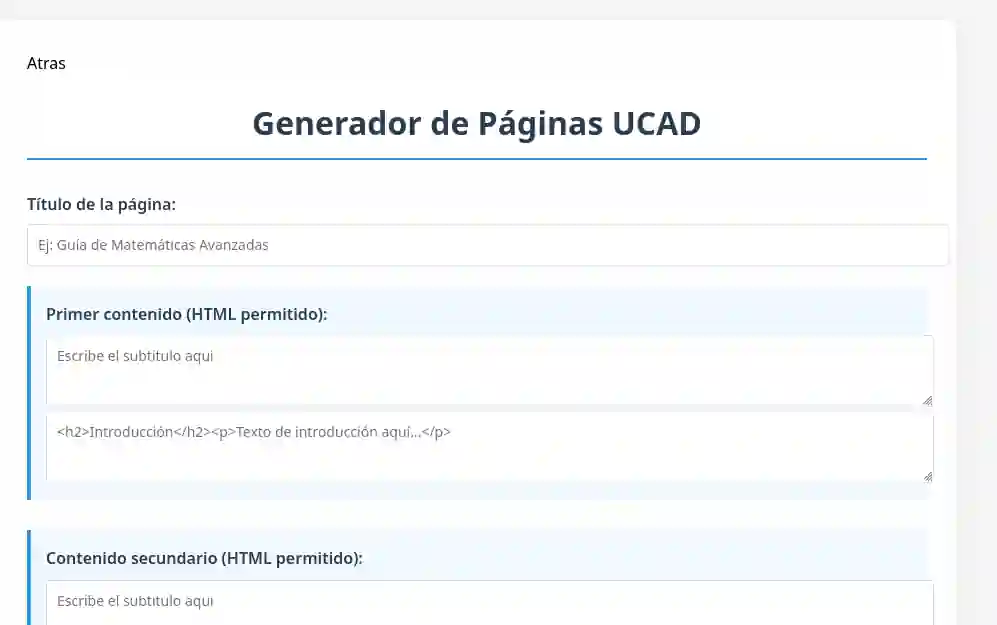 Atras
Generador de Páginas UCAD
Título de la página:
Ej: Guía de Matemáticas Avanzadas
Primer contenido (HTML permitido):
Escribe el subtitulo aqui
<h2>Introducción</h2><p>Texto de introducción aquí...</p>
Contenido secundario (HTML permitido):
Escribe el subtitulo aqui